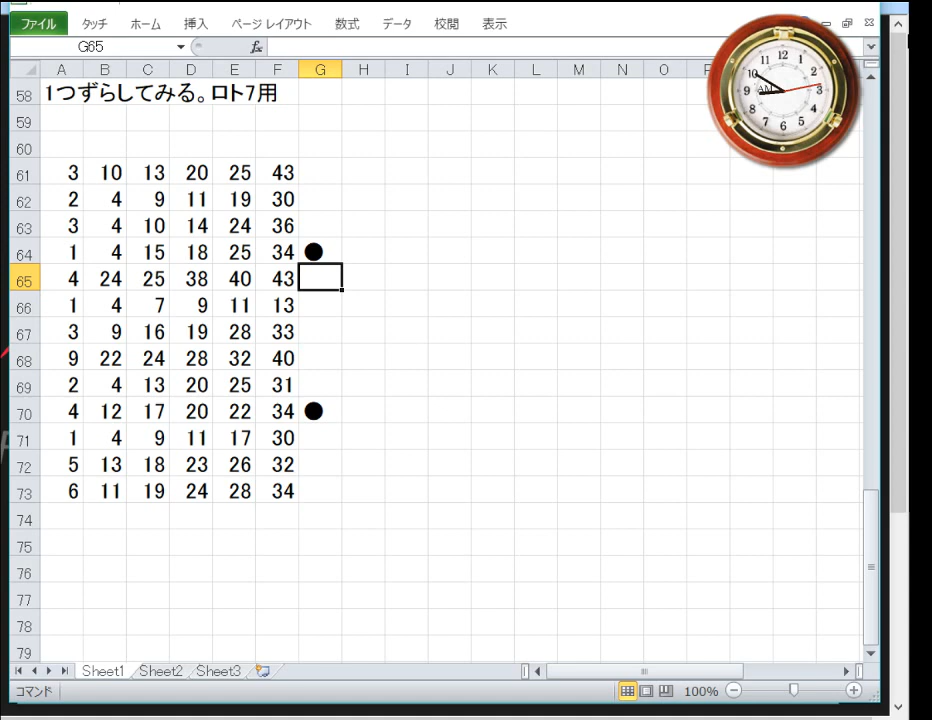 ファイル タッチ ホーム 挿入 ページ レイアウト 数式 データ 校閲 表示
G65 fx
A B C D E F G H I J K L M N O
58 1つずらしてみる。ロト7用
59
60
61 3 10 13 20 25 43
62 2 4 9 11 19 30
63 3 4 10 14 24 36
64 1 4 15 18 25 34 ●
65 4 24 25 38 40 43
66 1 4 7 9 11 13
67 3 9 16 19 28 33
68 9 22 24 28 32 40
69 2 4 13 20 25 31
70 4 12 17 20 22 34 ●
71 1 4 9 11 17 30
72 5 13 18 23 26 32
73 6 11 19 24 28 34
74
75
76
77
78
79
Sheet1 Sheet2 Sheet3
コマンド 100%
12 1 2 3 4 5 6 7 8 9 10 11
AM